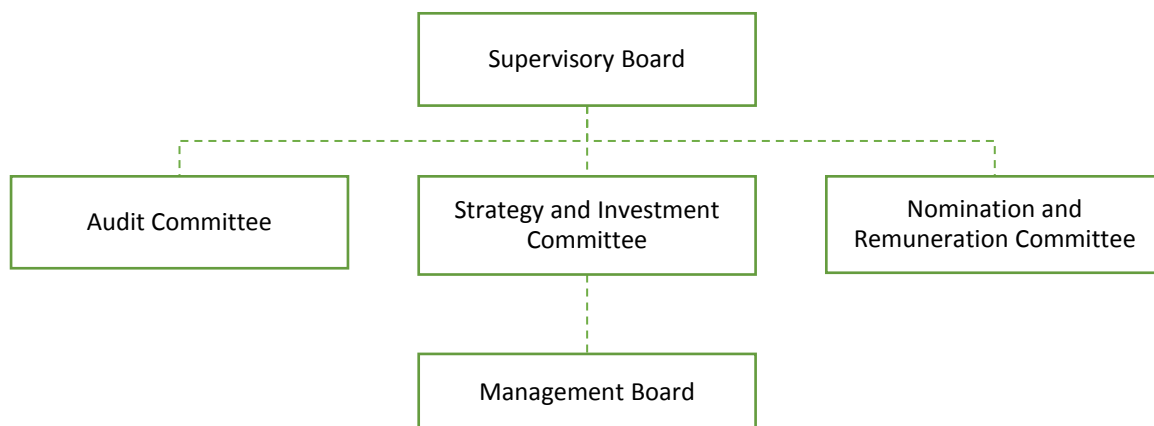 Supervisory Board
Audit Committee
Strategy and Investment
Committee
Nomination and
Remuneration Committee
Management Board